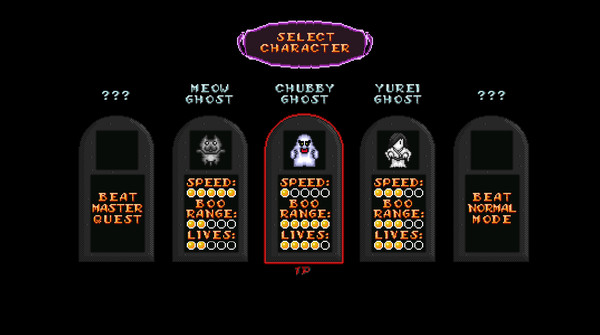 SELECT
CHARACTER
???
MEOW
GHOST
CHUBBY
GHOST
YUREI
GHOST
???
BEAT
MASTER
QUEST
SPEED:
BOO
RANGE:
LIVES:
SPEED:
BOO
RANGE:
LIVES:
SPEED:
BOO
RANGE:
LIVES:
BEAT
NORMAL
MODE
1P